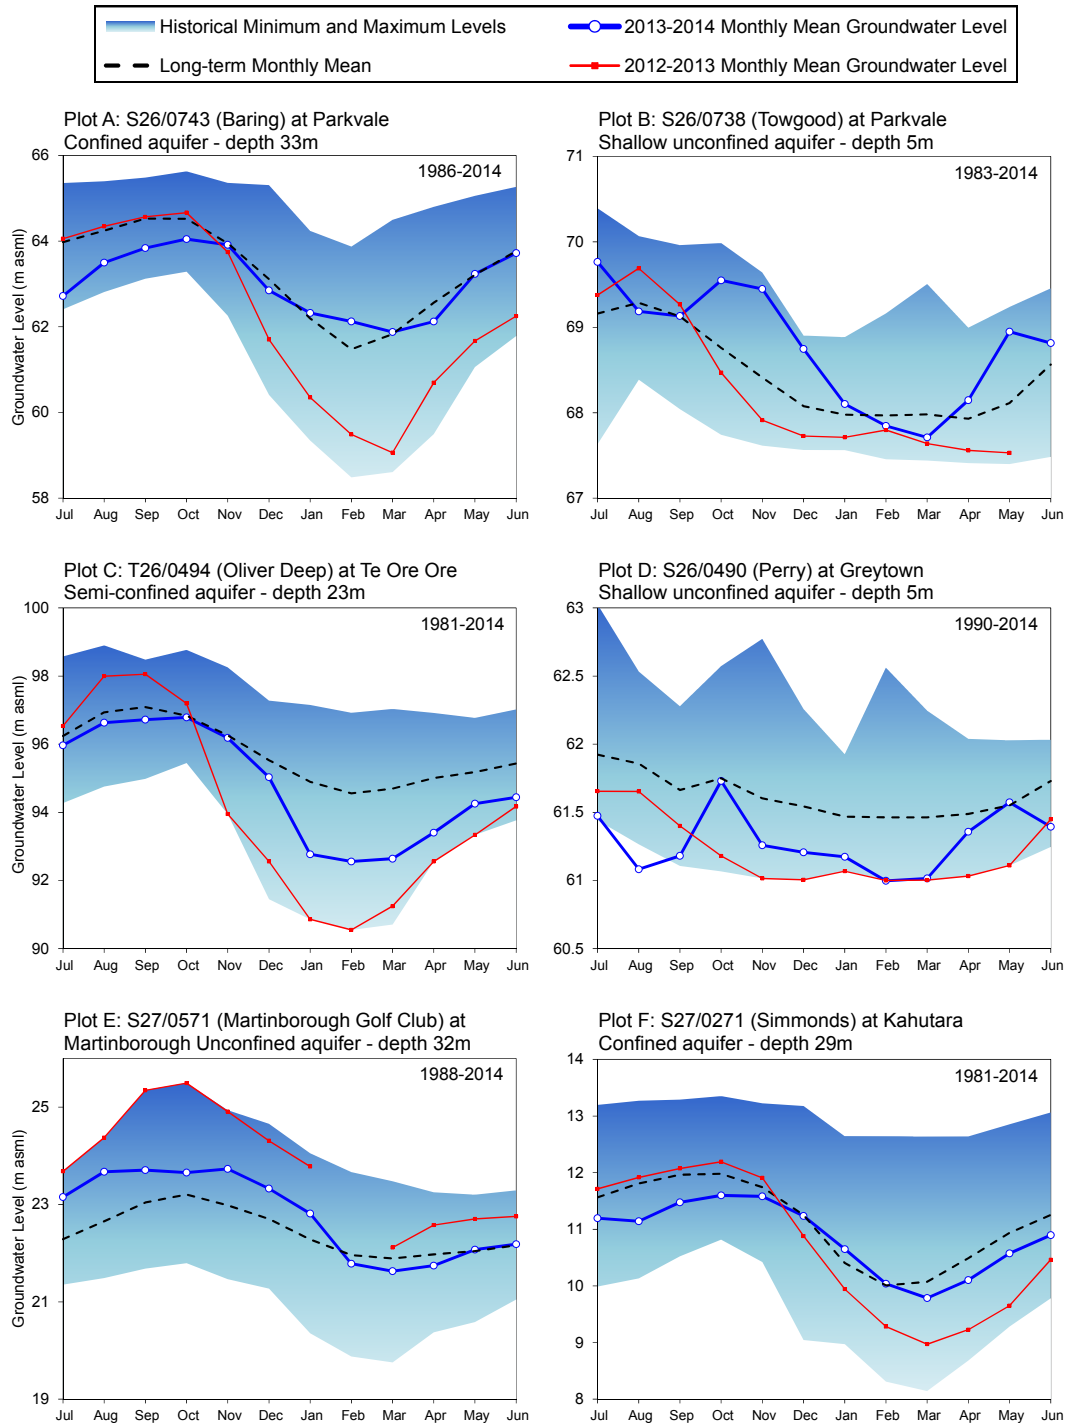 Historical Minimum and Maximum Levels
2013-2014 Monthly Mean Groundwater Level
Long-term Monthly Mean
2012-2013 Monthly Mean Groundwater Level
Plot A: S26/0743 (Baring) at Parkvale
Confined aquifer - depth 33m
1986-2014
Groundwater Level (m asml)
66
64
62
60
58
Jul Aug Sep Oct Nov Dec Jan Feb Mar Apr May Jun
Plot B: S26/0738 (Towgood) at Parkvale
Shallow unconfined aquifer - depth 5m
1983-2014
71
70
69
68
67
Jul Aug Sep Oct Nov Dec Jan Feb Mar Apr May Jun
Plot C: T26/0494 (Oliver Deep) at Te Ore Ore
Semi-confined aquifer - depth 23m
1981-2014
Groundwater Level (m asml)
100
98
96
94
92
90
Jul Aug Sep Oct Nov Dec Jan Feb Mar Apr May Jun
Plot D: S26/0490 (Perry) at Greytown
Shallow unconfined aquifer - depth 5m
1990-2014
63
62.5
62
61.5
61
60.5
Jul Aug Sep Oct Nov Dec Jan Feb Mar Apr May Jun
Plot E: S27/0571 (Martinborough Golf Club) at
Martinborough Unconfined aquifer - depth 32m
1988-2014
Groundwater Level (m asml)
25
23
21
19
Jul Aug Sep Oct Nov Dec Jan Feb Mar Apr May Jun
Plot F: S27/0271 (Simmonds) at Kahutara
Confined aquifer - depth 29m
1981-2014
14
13
12
11
10
9
8
Jul Aug Sep Oct Nov Dec Jan Feb Mar Apr May Jun